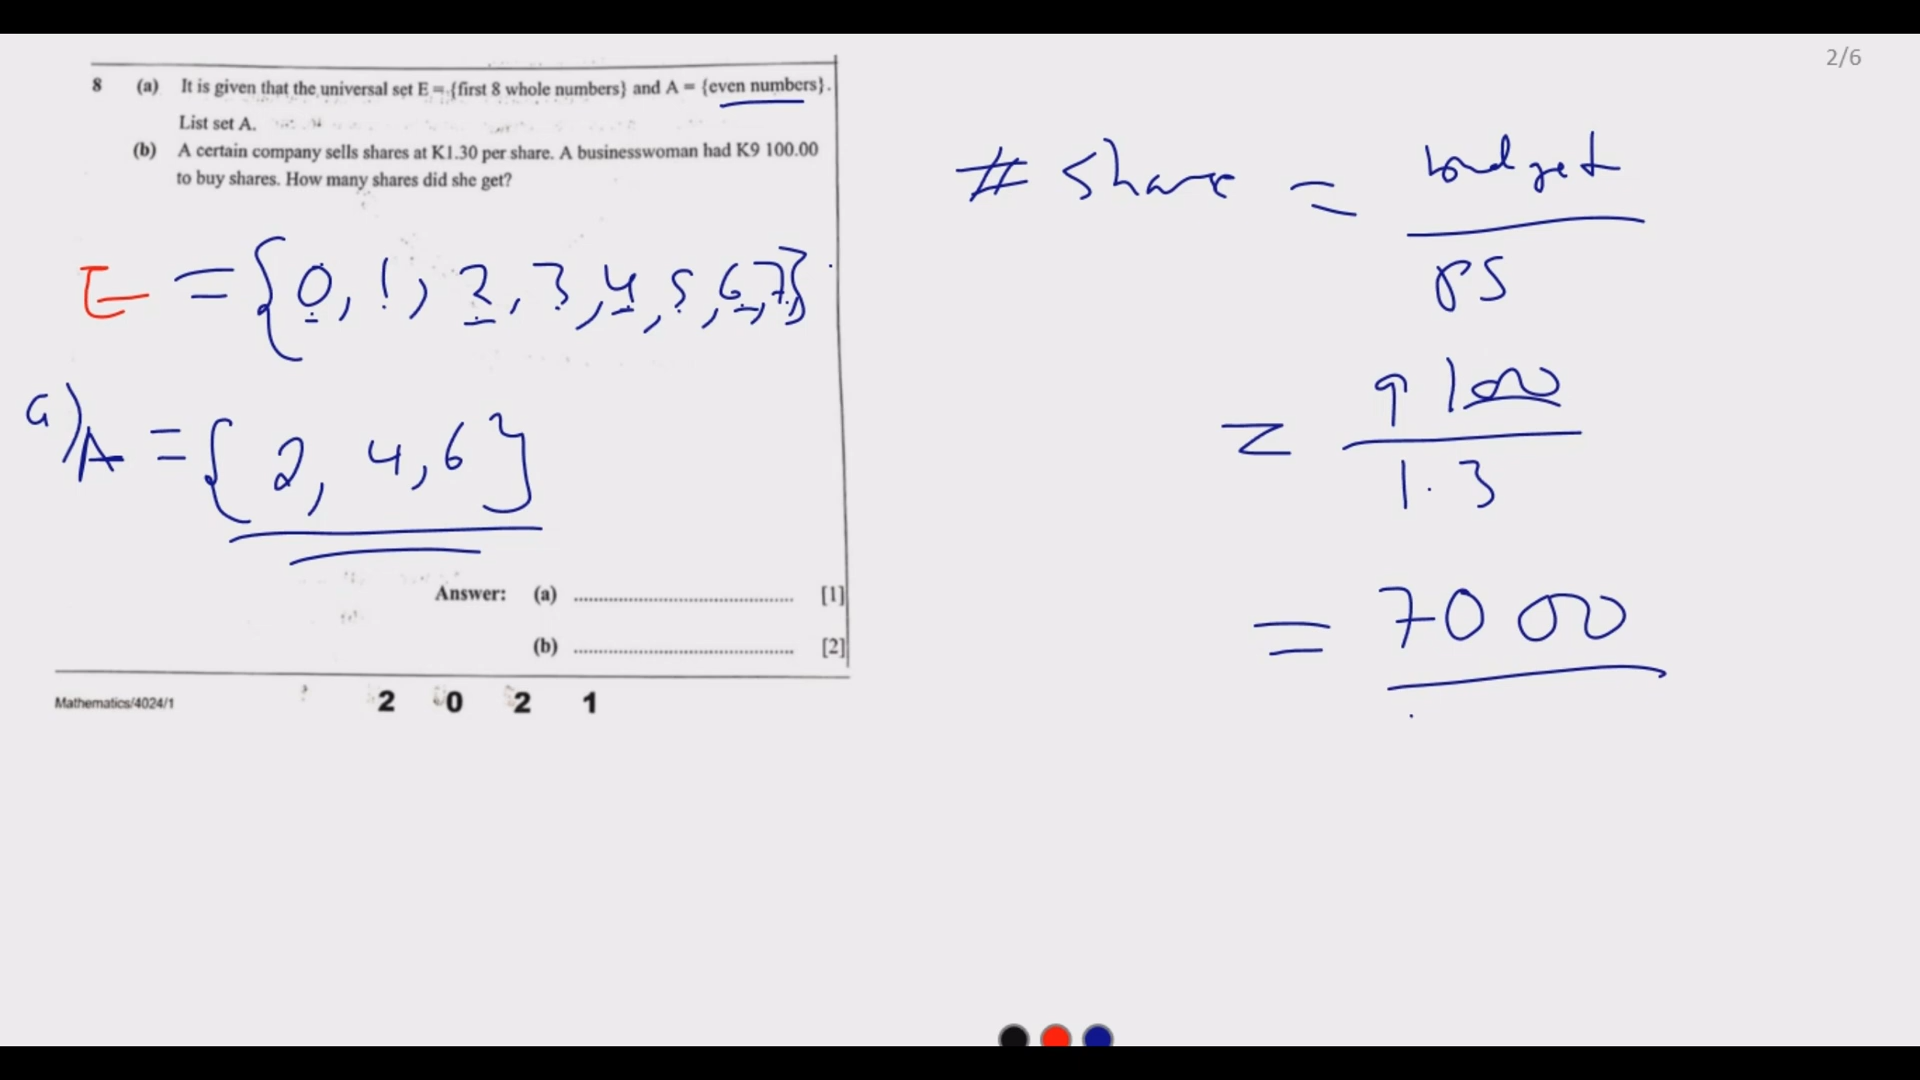 2/6
8 (a) It is given that the universal set E = {first 8 whole numbers} and A = {even numbers}.
List set A.
(b) A certain company sells shares at K1.30 per share. A businesswoman had K9 100.00
to buy shares. How many shares did she get?
E = {0, 1, 2, 3, 4, 5, 6, 7}
a) A = { 2, 4, 6 }
Answer: (a) ........................................ [1]
(b) ........................................ [2]
Mathematics/4024/1
2 0 2 1
# share = budget
PS
= 9 100
1.3
= 7000